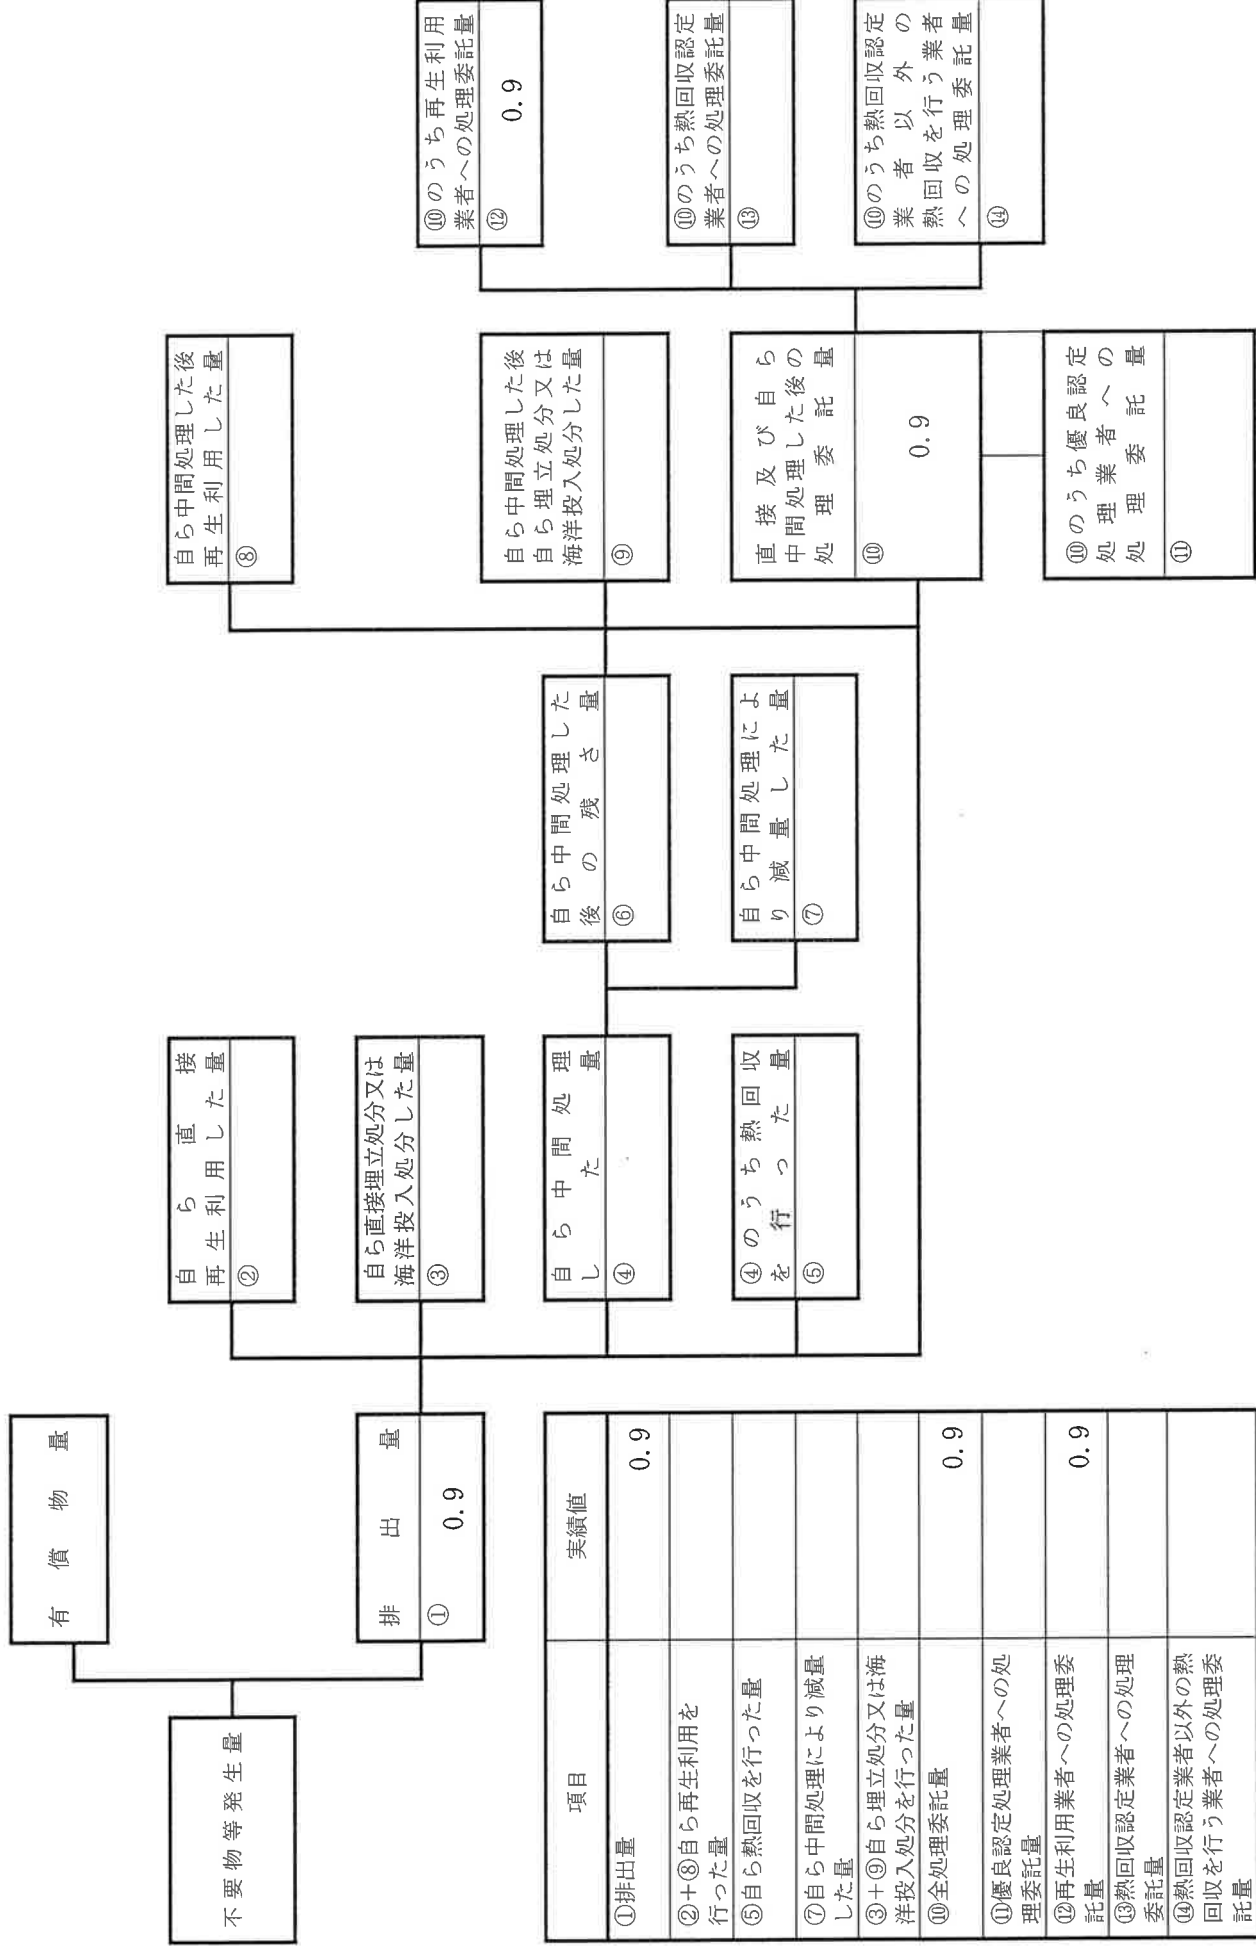 不要物等発生量
有償物量
排出量
①
0.9
自ら直接
再生利用した量
②
自ら直接埋立処分又は
海洋投入処分した量
③
自ら中間処理
した量
④
④のうち熱回収
を行った量
⑤
自ら中間処理した
後の残さ量
⑥
自ら中間処理によ
り減量した量
⑦
自ら中間処理した後
再生利用した量
⑧
自ら中間処理した後
自ら埋立処分又は
海洋投入処分した量
⑨
直接及び自ら
中間処理した後の
処理委託量
⑩
0.9
⑩のうち優良認定
処理業者への
処理委託量
⑪
⑩のうち再生利用
業者への処理委託量
⑫
0.9
⑩のうち熱回収認定
業者への処理委託量
⑬
⑩のうち熱回収認定
業者以外の
熱回収を行う業者
への処理委託量
⑭
項目 実績値
①排出量 0.9
②+⑧自ら再生利用を
行った量
⑤自ら熱回収を行った量
⑦自ら中間処理により減量
した量
③+⑨自ら埋立処分又は海
洋投入処分を行った量
⑩全処理委託量 0.9
⑪優良認定処理業者への処
理委託量
⑫再生利用業者への処理委
託量 0.9
⑬熱回収認定業者への処理
委託量
⑭熱回収認定業者以外の熱
回収を行う業者への処理委
託量